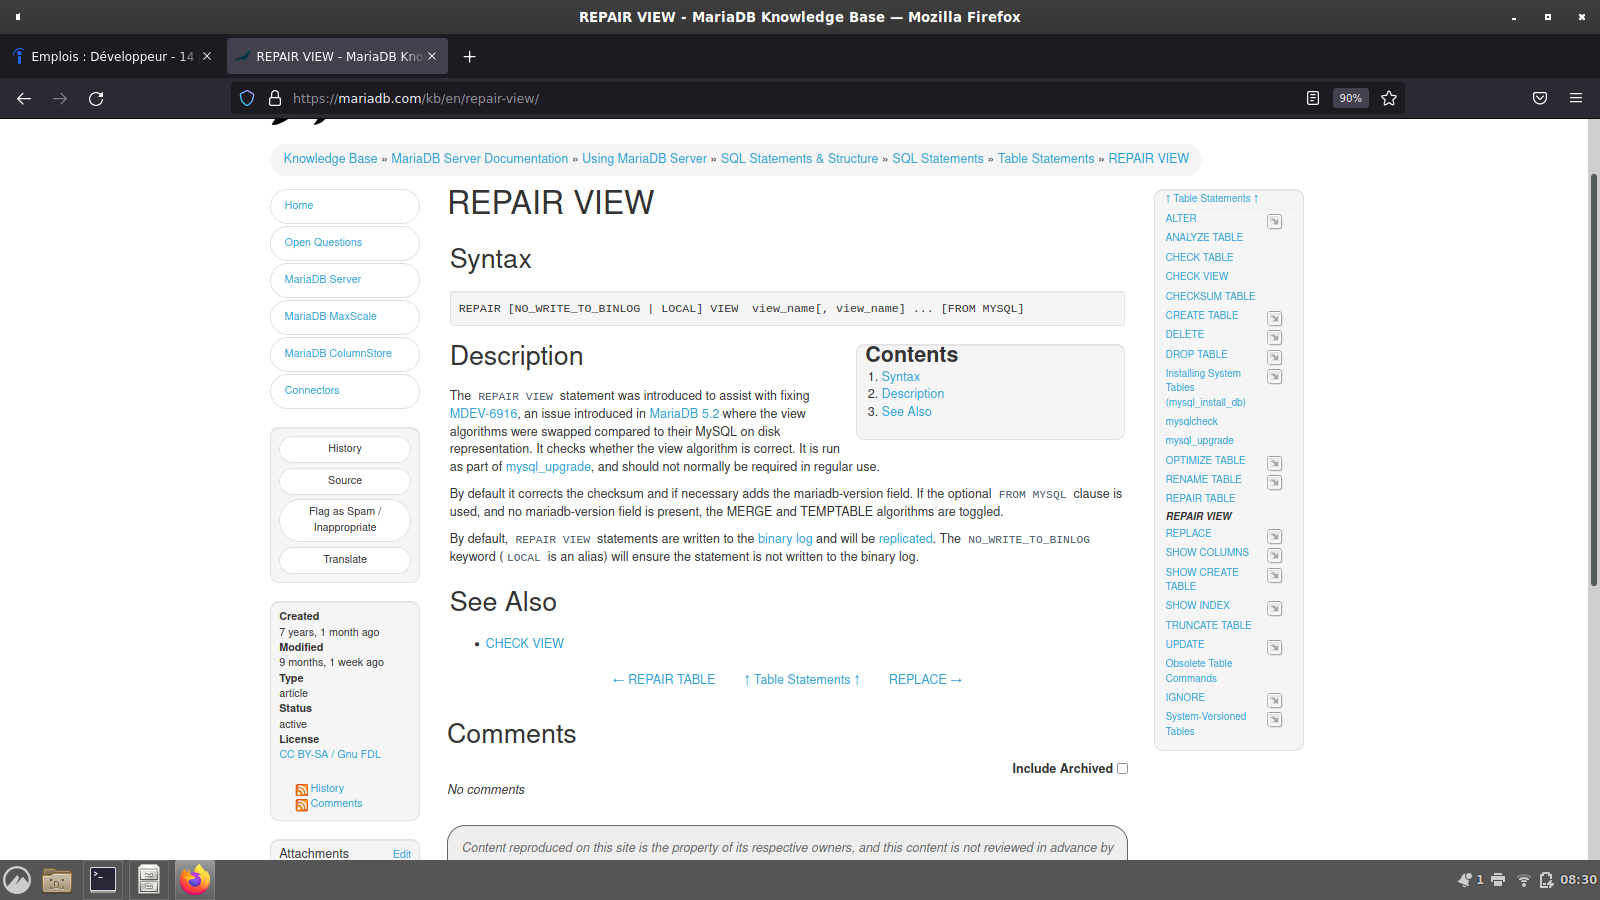 REPAIR VIEW - MariaDB Knowledge Base — Mozilla Firefox
Emplois : Développeur - 14
REPAIR VIEW - MariaDB Kno
https://mariadb.com/kb/en/repair-view/
90%
Knowledge Base » MariaDB Server Documentation » Using MariaDB Server » SQL Statements & Structure » SQL Statements » Table Statements » REPAIR VIEW
Home
Open Questions
MariaDB Server
MariaDB MaxScale
MariaDB ColumnStore
Connectors
History
Source
Flag as Spam /
Inappropriate
Translate
Created
7 years, 1 month ago
Modified
9 months, 1 week ago
Type
article
Status
active
License
CC BY-SA / Gnu FDL
History
Comments
Attachments
Edit
REPAIR VIEW
Syntax
REPAIR [NO_WRITE_TO_BINLOG | LOCAL] VIEW  view_name[, view_name] ... [FROM MYSQL]
Description
The REPAIR VIEW statement was introduced to assist with fixing
MDEV-6916, an issue introduced in MariaDB 5.2 where the view
algorithms were swapped compared to their MySQL on disk
representation. It checks whether the view algorithm is correct. It is run
as part of mysql_upgrade, and should not normally be required in regular use.
Contents
1. Syntax
2. Description
3. See Also
By default it corrects the checksum and if necessary adds the mariadb-version field. If the optional FROM MYSQL clause is
used, and no mariadb-version field is present, the MERGE and TEMPTABLE algorithms are toggled.
By default, REPAIR VIEW statements are written to the binary log and will be replicated. The NO_WRITE_TO_BINLOG
keyword ( LOCAL is an alias) will ensure the statement is not written to the binary log.
See Also
• CHECK VIEW
← REPAIR TABLE
↑ Table Statements ↑
REPLACE →
Comments
Include Archived
No comments
Content reproduced on this site is the property of its respective owners, and this content is not reviewed in advance by
↑ Table Statements ↑
ALTER
ANALYZE TABLE
CHECK TABLE
CHECK VIEW
CHECKSUM TABLE
CREATE TABLE
DELETE
DROP TABLE
Installing System
Tables
(mysql_install_db)
mysqlcheck
mysql_upgrade
OPTIMIZE TABLE
RENAME TABLE
REPAIR TABLE
REPAIR VIEW
REPLACE
SHOW COLUMNS
SHOW CREATE
TABLE
SHOW INDEX
TRUNCATE TABLE
UPDATE
Obsolete Table
Commands
IGNORE
System-Versioned
Tables
1
08:30